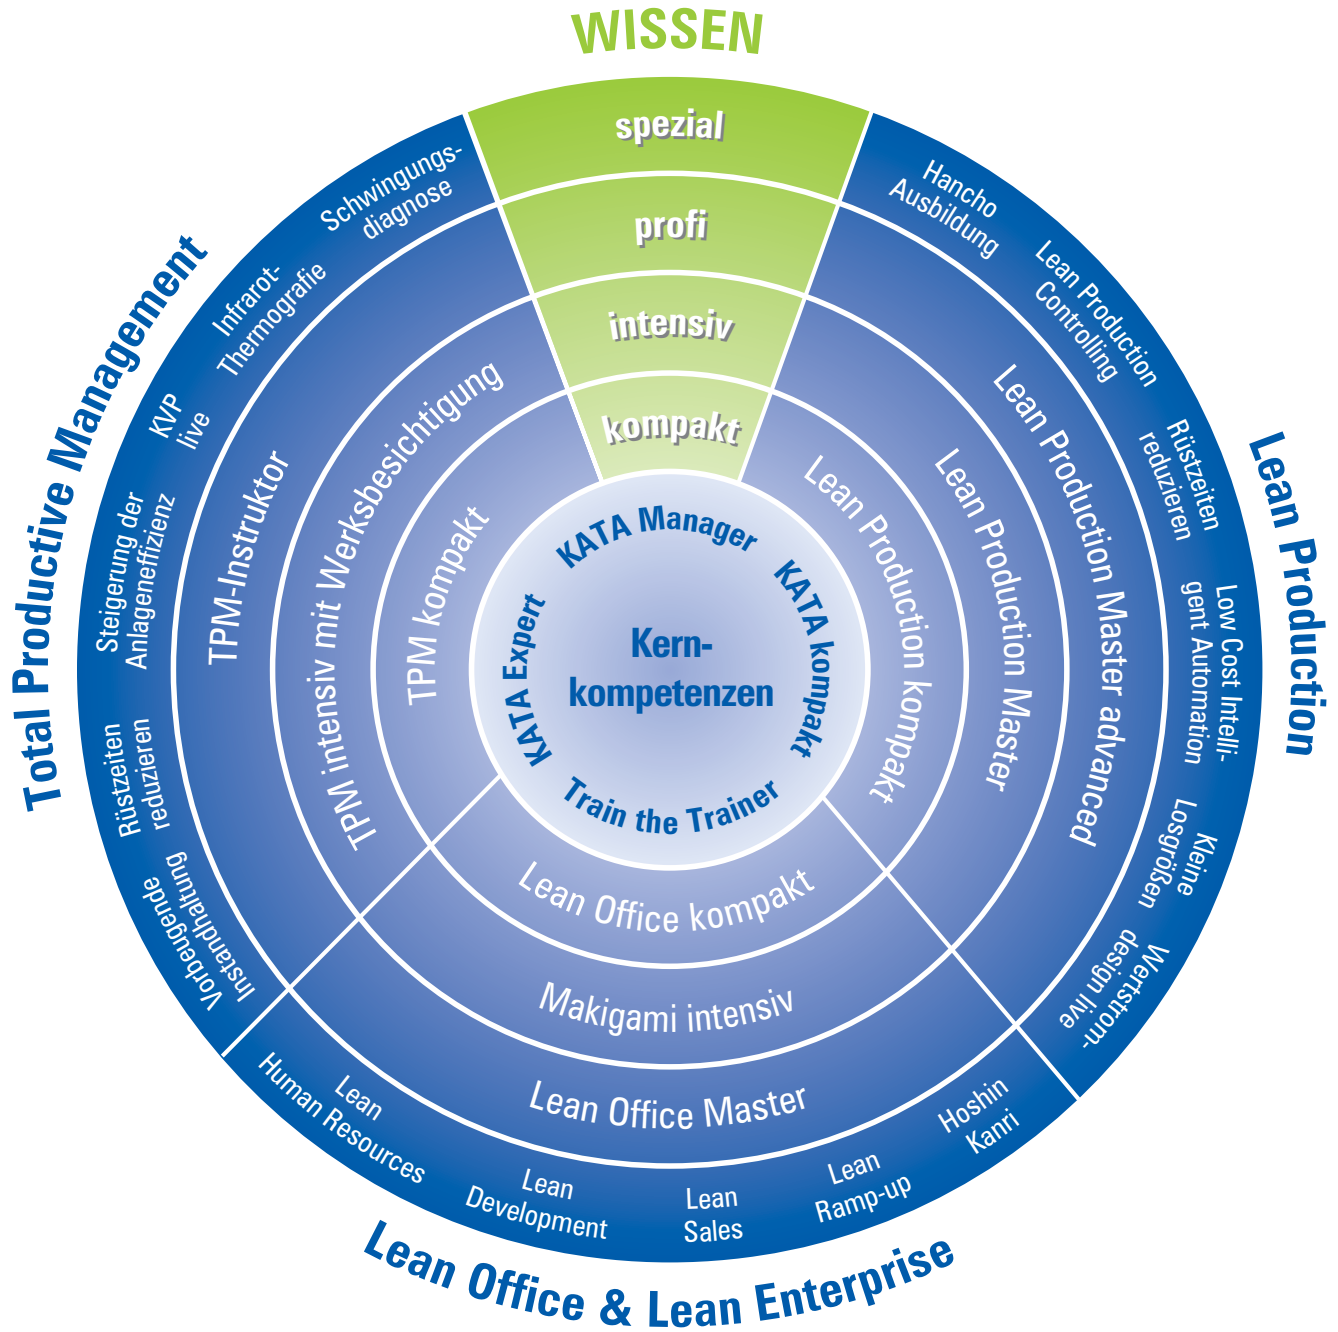 WISSEN
spezial
profi
intensiv
kompakt
Total Productive Management
Schwingungs-
diagnose
Infrarot-
Thermografie
KVP
live
Steigerung der
Anlageneffizienz
Rüstzeiten
reduzieren
Vorbeugende
Instandhaltung
TPM-Instruktor
TPM intensiv mit Werksbesichtigung
TPM kompakt
Lean Production
Hancho
Ausbildung
Lean Production
Controlling
Rüstzeiten
reduzieren
Low Cost Intelli-
gent Automation
Kleine
Losgrößen
Wertstrom-
design live
Lean Production Master advanced
Lean Production Master
Lean Production kompakt
KATA Manager
KATA kompakt
KATA Expert
Train the Trainer
Kern-
kompetenzen
Lean Office kompakt
Makigami intensiv
Lean Office Master
Lean
Human Resources
Lean
Development
Lean
Sales
Lean
Ramp-up
Hoshin
Kanri
Lean Office & Lean Enterprise